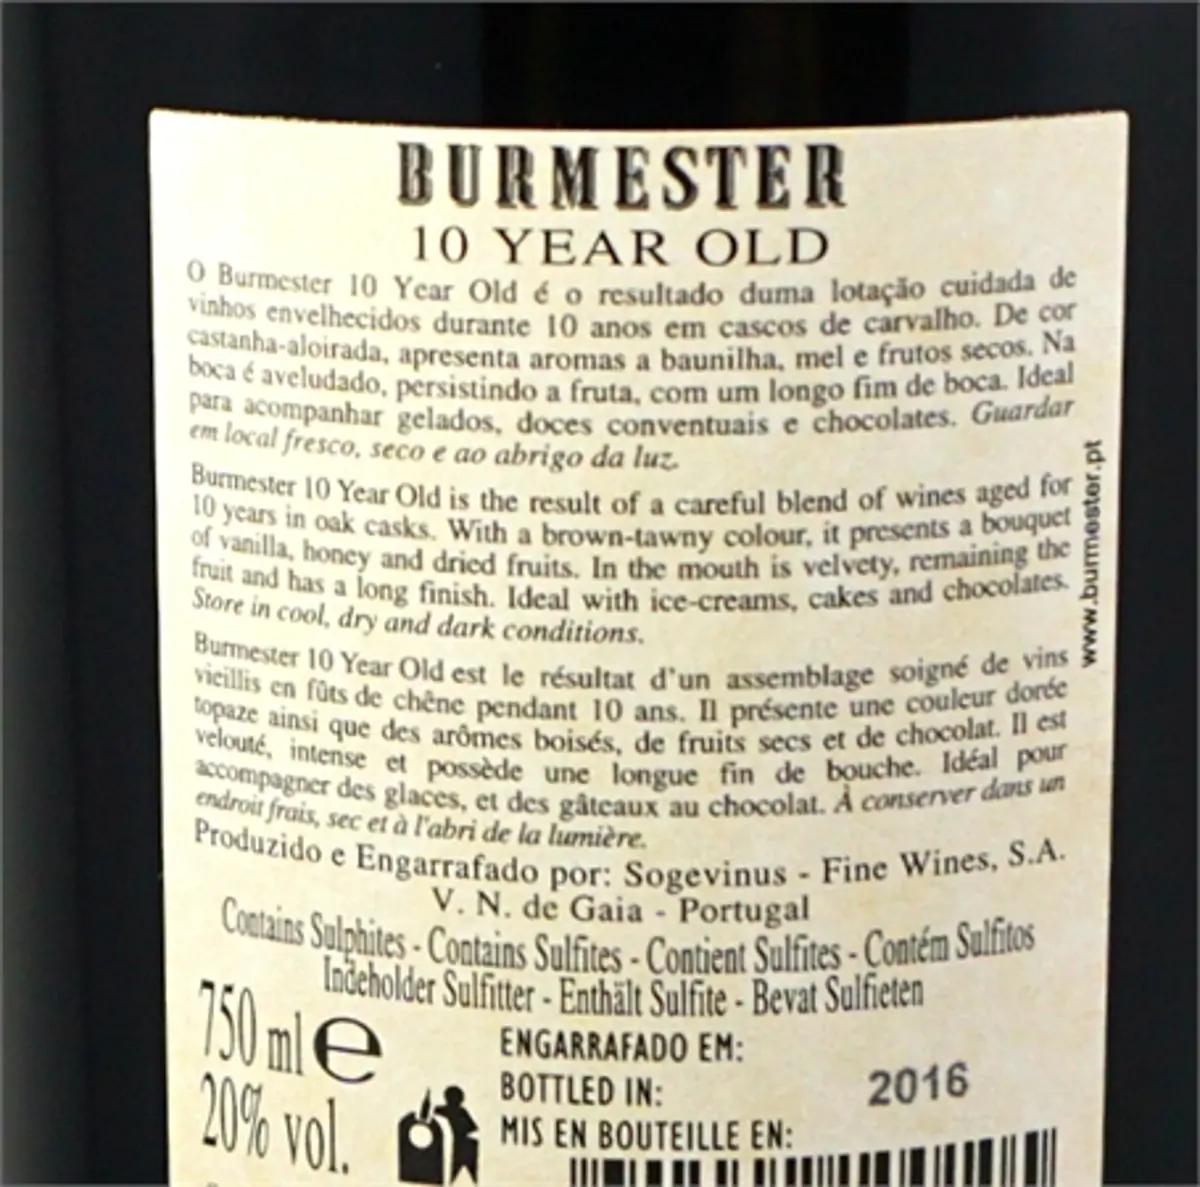 BURMESTER
10 YEAR OLD
O Burmester 10 Year Old é o resultado duma lotação cuidada de
vinhos envelhecidos durante 10 anos em cascos de carvalho. De cor
castanha-aloirada, apresenta aromas a baunilha, mel e frutos secos. Na
boca é aveludado, persistindo a fruta, com um longo fim de boca. Ideal
para acompanhar gelados, doces conventuais e chocolates. Guardar
em local fresco, seco e ao abrigo da luz.
Burmester 10 Year Old is the result of a careful blend of wines aged for
10 years in oak casks. With a brown-tawny colour, it presents a bouquet
of vanilla, honey and dried fruits. In the mouth is velvety, remaining the
fruit and has a long finish. Ideal with ice-creams, cakes and chocolates.
Store in cool, dry and dark conditions.
Burmester 10 Year Old est le résultat d'un assemblage soigné de vins
vieillis en fûts de chêne pendant 10 ans. Il présente une couleur dorée
topaze ainsi que des arômes boisés, de fruits secs et de chocolat. Il est
velouté, intense et possède une longue fin de bouche. Idéal pour
accompagner des glaces, et des gâteaux au chocolat. À conserver dans un
endroit frais, sec et à l'abri de la lumière.
Produzido e Engarrafado por: Sogevinus - Fine Wines, S.A.
V. N. de Gaia - Portugal
Contains Sulphites - Contains Sulfites - Contient Sulfites - Contém Sulfitos
Indeholder Sulfitter - Enthält Sulfite - Bevat Sulfieten
750 ml e
20% vol.
ENGARRAFADO EM:
BOTTLED IN:
MIS EN BOUTEILLE EN:
2016
www.burmester.pt